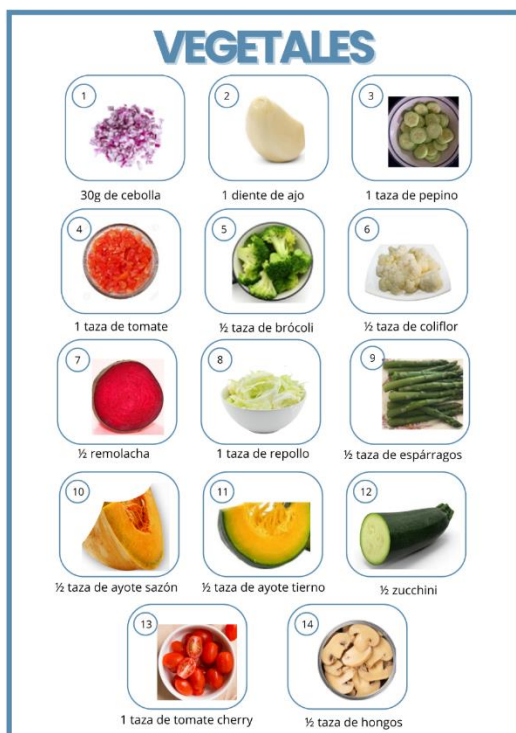 VEGETALES
1
2
3
30g de cebolla
1 diente de ajo
1 taza de pepino
4
5
6
1 taza de tomate
½ taza de brócoli
½ taza de coliflor
7
8
9
½ remolacha
1 taza de repollo
½ taza de espárragos
10
11
12
½ taza de ayote sazón
½ taza de ayote tierno
½ zucchini
13
14
1 taza de tomate cherry
½ taza de hongos